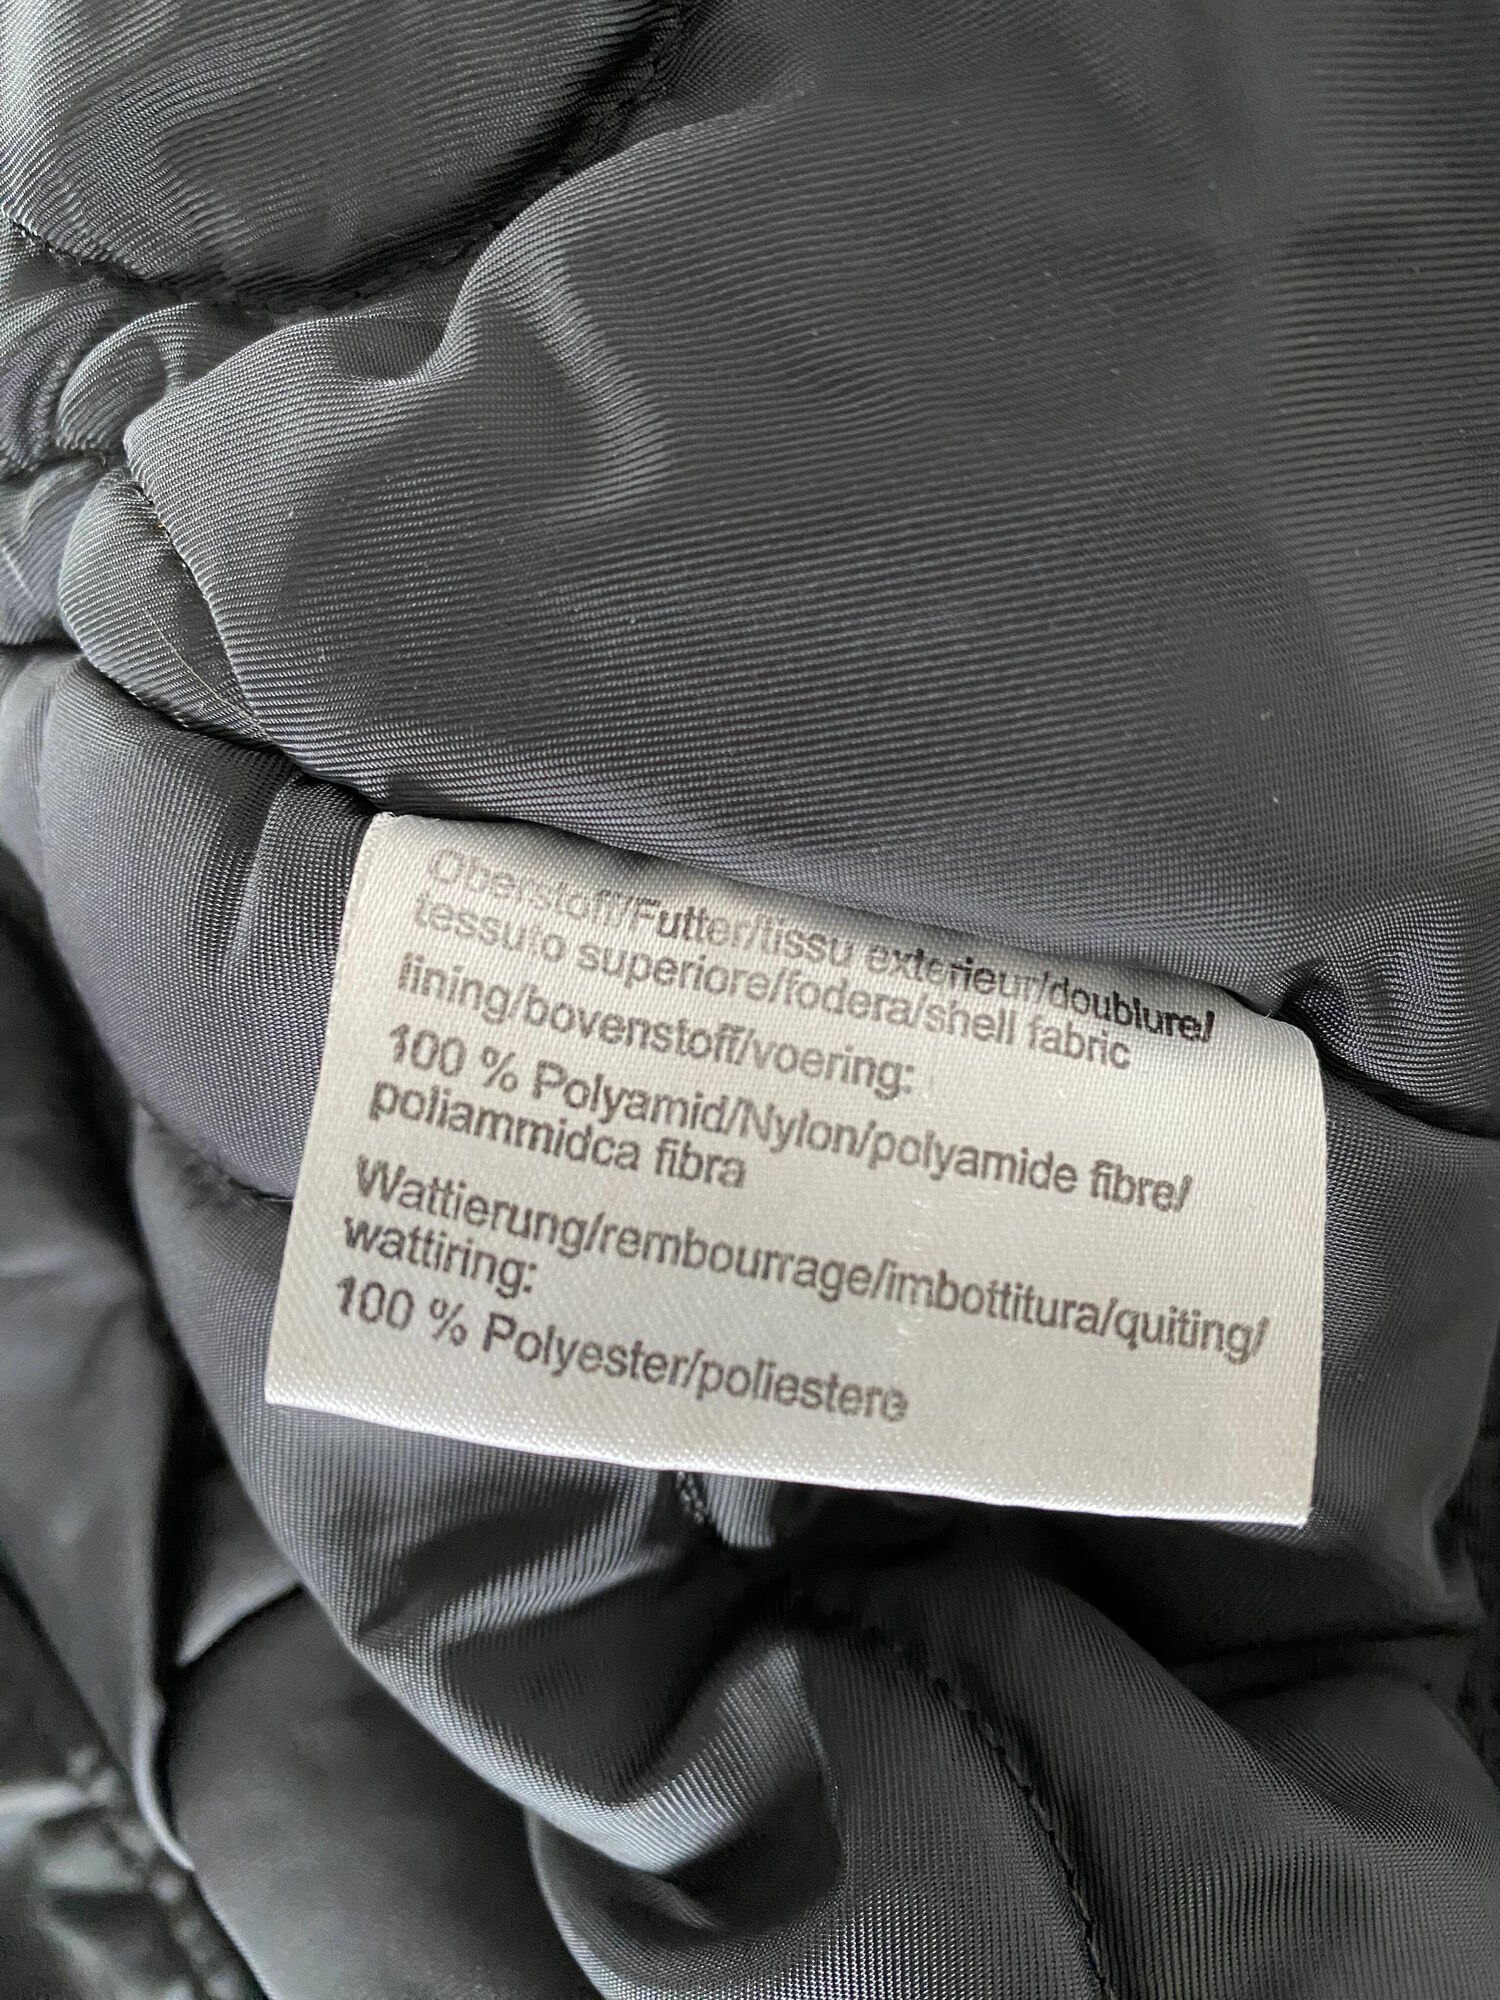 Oberstoff/Futter/tissu exterieur/doublure/
tessuto superiore/fodera/shell fabric
lining/bovenstoff/voering:
100 % Polyamid/Nylon/polyamide fibre/
poliammidca fibra
Wattierung/rembourrage/imbottitura/quiting/
wattiring:
100 % Polyester/poliestere